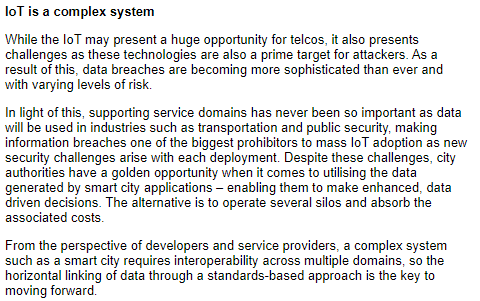 IoT is a complex system
While the IoT may present a huge opportunity for telcos, it also presents
challenges as these technologies are also a prime target for attackers. As a
result of this, data breaches are becoming more sophisticated than ever and
with varying levels of risk.
In light of this, supporting service domains has never been so important as data
will be used in industries such as transportation and public security, making
information breaches one of the biggest prohibitors to mass IoT adoption as new
security challenges arise with each deployment. Despite these challenges, city
authorities have a golden opportunity when it comes to utilising the data
generated by smart city applications – enabling them to make enhanced, data
driven decisions. The alternative is to operate several silos and absorb the
associated costs.
From the perspective of developers and service providers, a complex system
such as a smart city requires interoperability across multiple domains, so the
horizontal linking of data through a standards-based approach is the key to
moving forward.